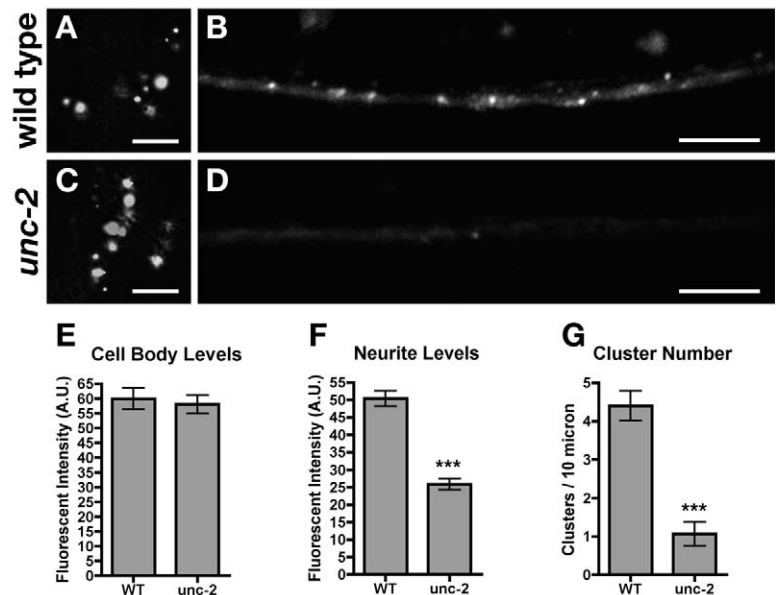 A
B
wild type
C
D
unc-2
E
Cell Body Levels
Fluorescent Intensity (A.U.)
65
60
55
50
45
40
35
30
25
20
15
10
5
0
WT unc-2
F
Neurite Levels
Fluorescent Intensity (A.U.)
55
50
45
40
35
30
25
20
15
10
5
0
***
WT unc-2
G
Cluster Number
Clusters / 10 micron
5
4
3
2
1
0
***
WT unc-2